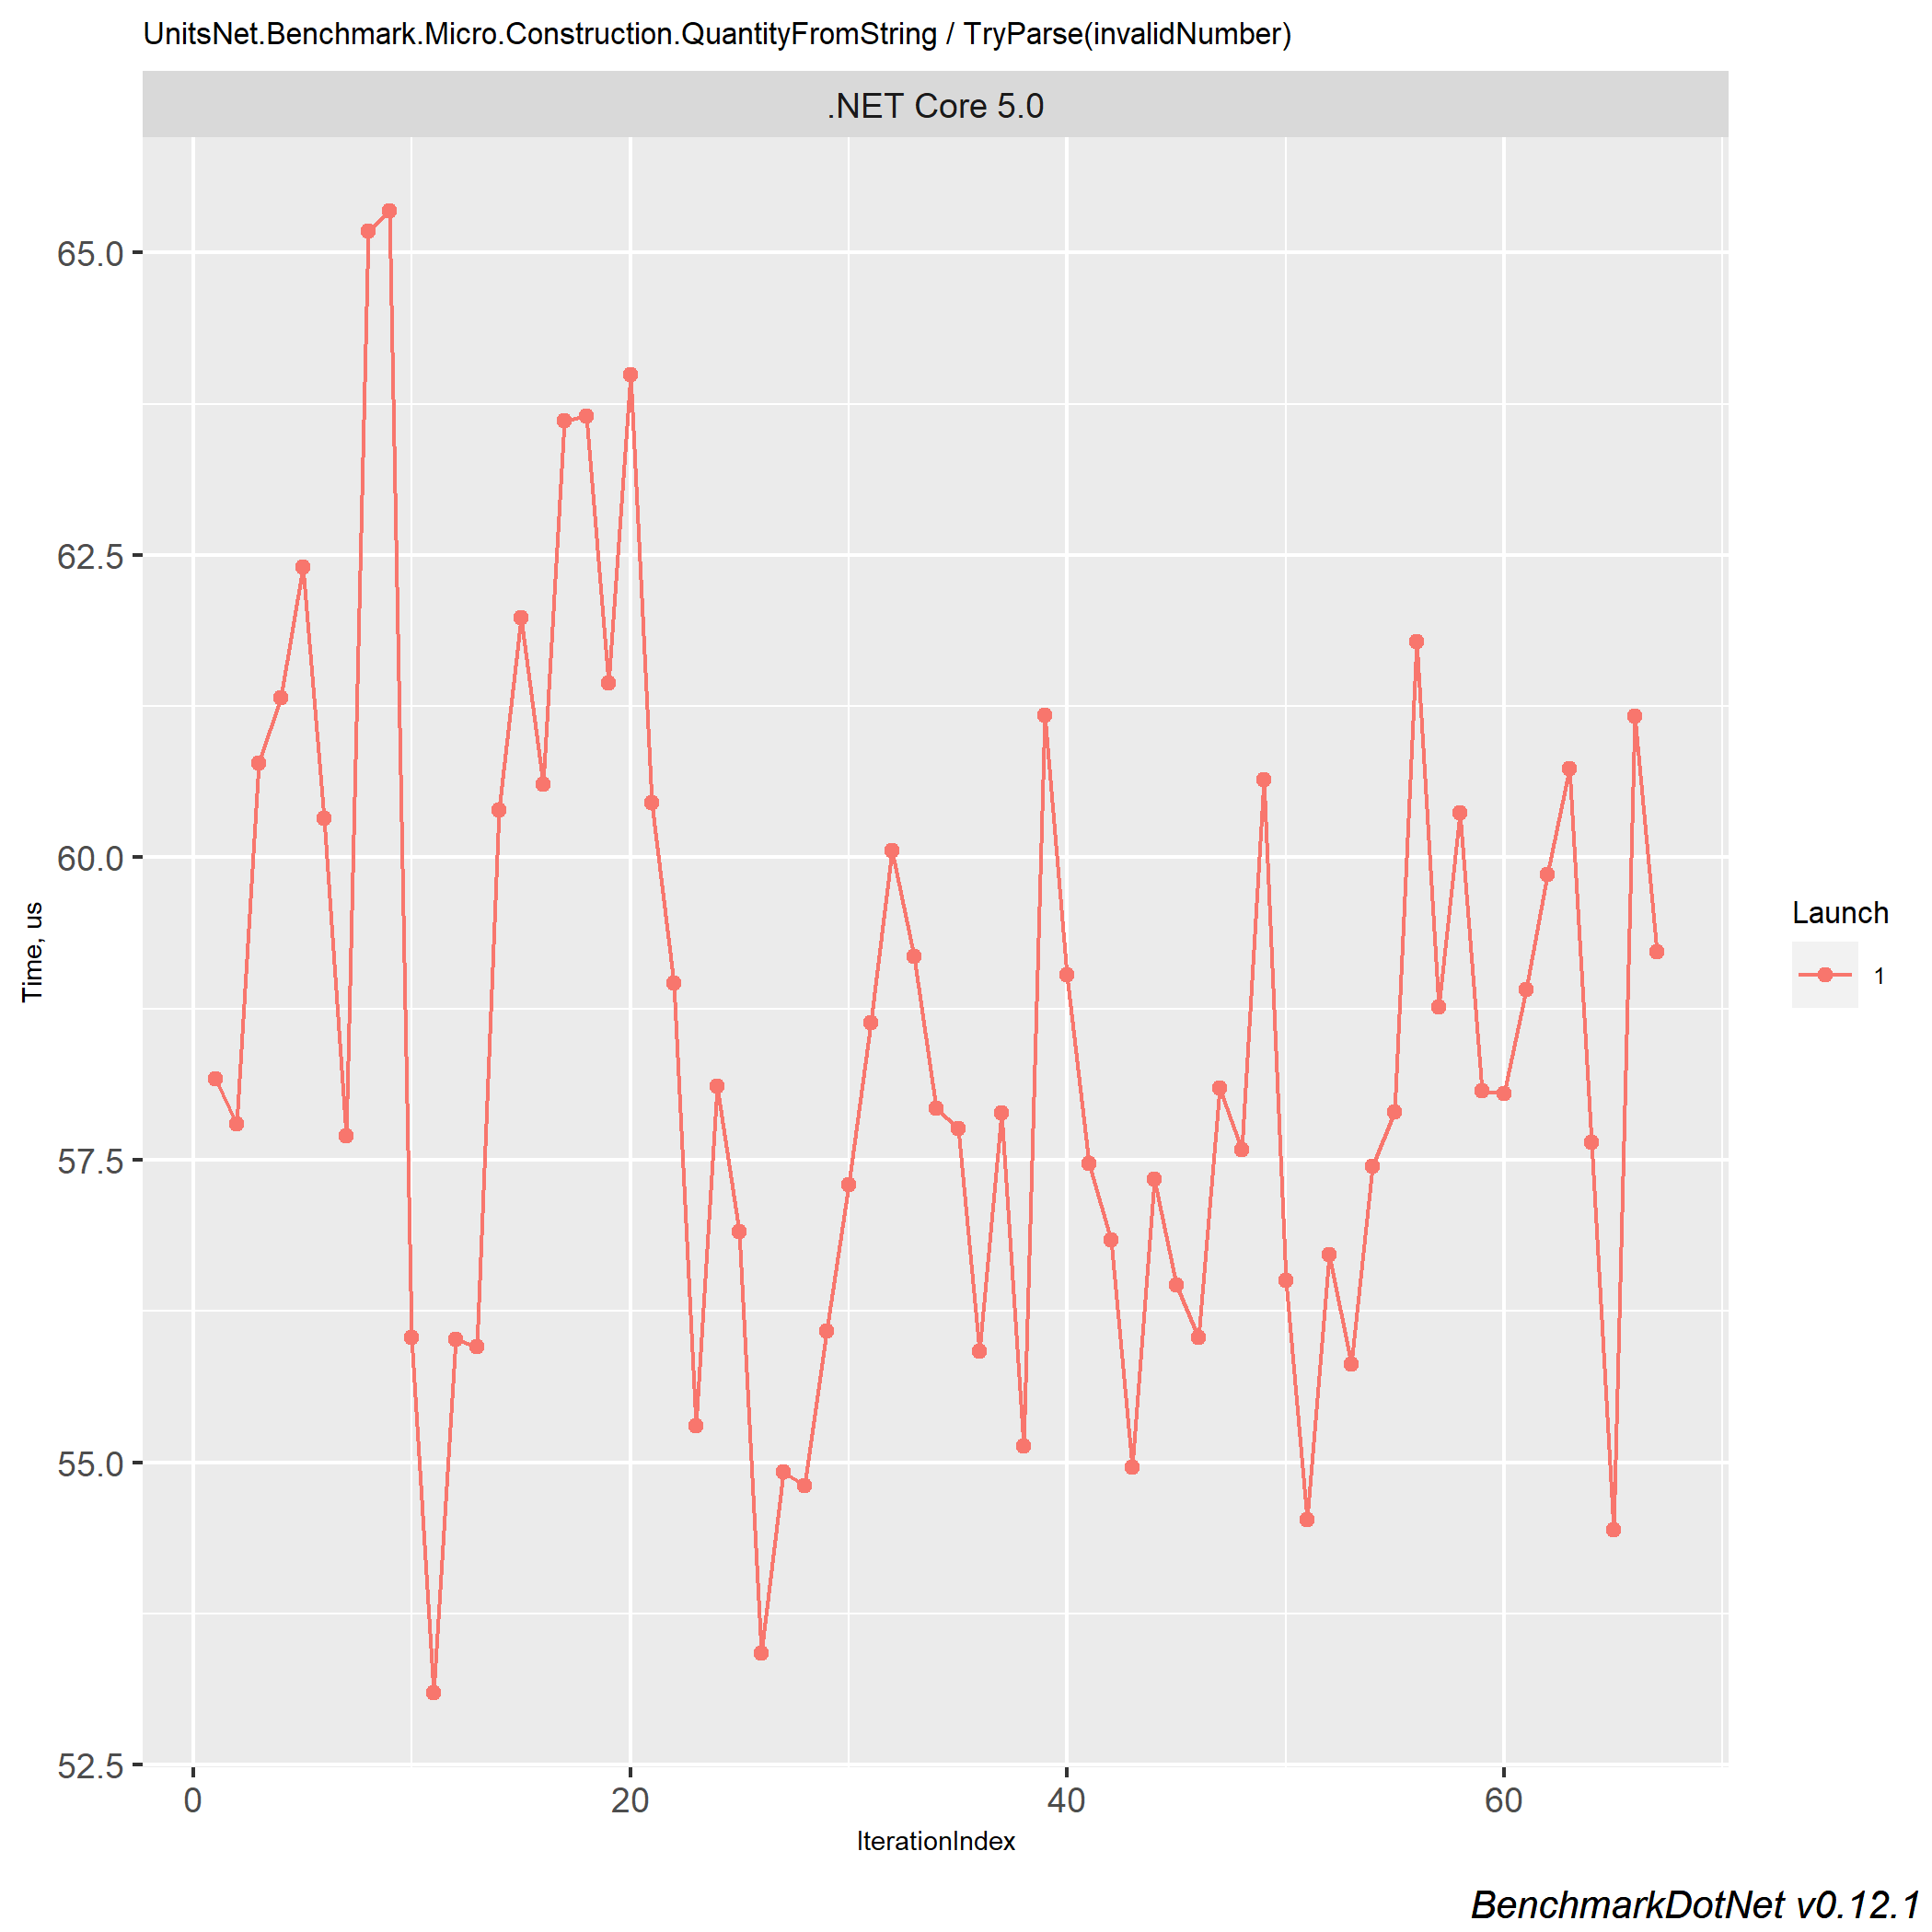 UnitsNet.Benchmark.Micro.Construction.QuantityFromString / TryParse(invalidNumber)
.NET Core 5.0
65.0
62.5
60.0
57.5
55.0
52.5
Time, us
0 20 40 60
IterationIndex
Launch
1
BenchmarkDotNet v0.12.1